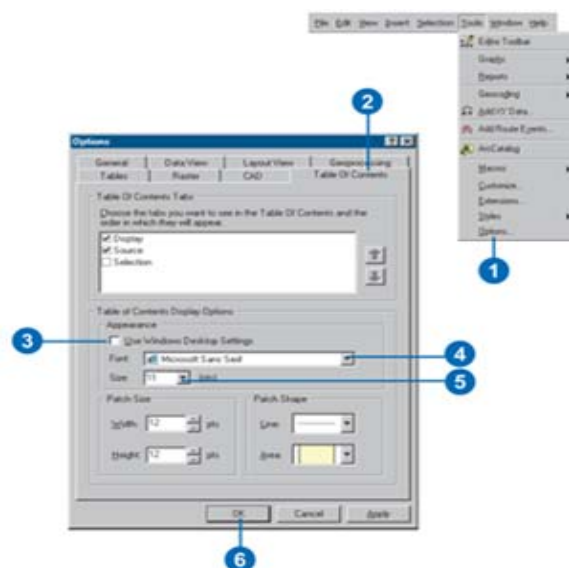 File Edit View Insert Selection Tools Window Help
Editor Toolbar
Graphs
Reports
Geocoding
Add XY Data...
Add Route Events...
ArcCatalog
Macros
Customize...
Extensions...
Styles
Options...
1
2
Options
General Data View Layout View Geoprocessing
Tables Raster CAD Table Of Contents
Table Of Contents Tabs
Choose the tabs you want to see in the Table Of Contents and the
order in which they will appear.
Display
Source
Selection
Table of Contents Display Options
Appearance
3
Use Windows Desktop Settings
Font: Microsoft Sans Serif
4
Size:
5
Patch Size
Patch Shape
Width: 12 pts
Line:
Height: 12 pts
Area:
OK Cancel Apply
6